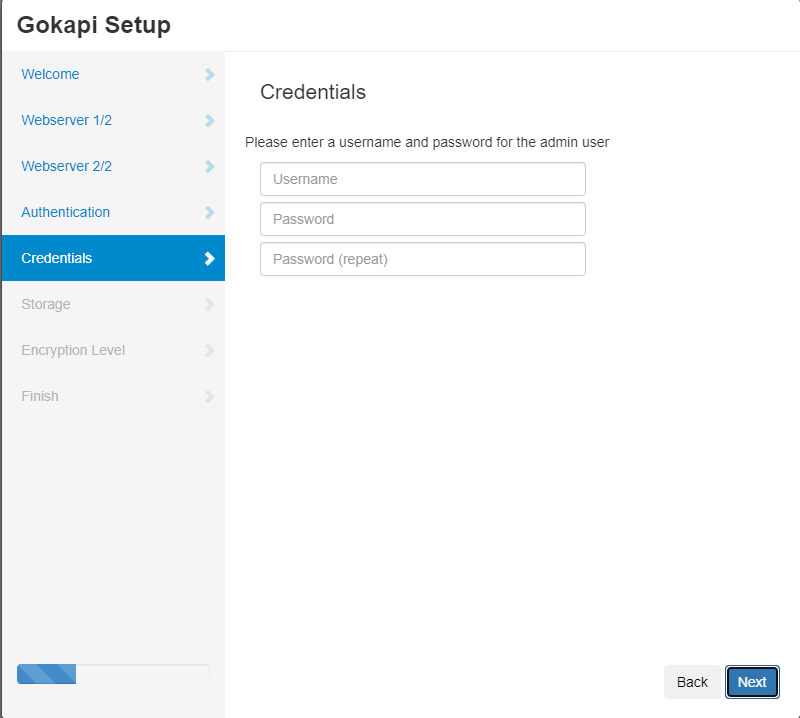 Gokapi Setup
Welcome
Webserver 1/2
Webserver 2/2
Authentication
Credentials
Storage
Encryption Level
Finish
Credentials
Please enter a username and password for the admin user
Username
Password
Password (repeat)
Back
Next